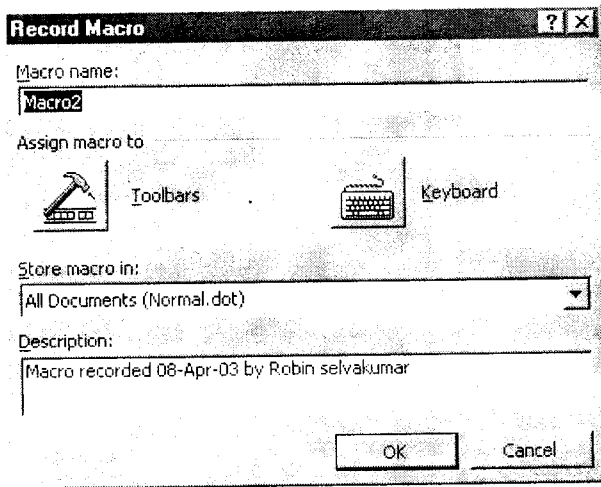 Record Macro
Macro name:
Macro2
Assign macro to
Toolbars
Keyboard
Store macro in:
All Documents (Normal.dot)
Description:
Macro recorded 08-Apr-03 by Robin selvakumar
OK
Cancel